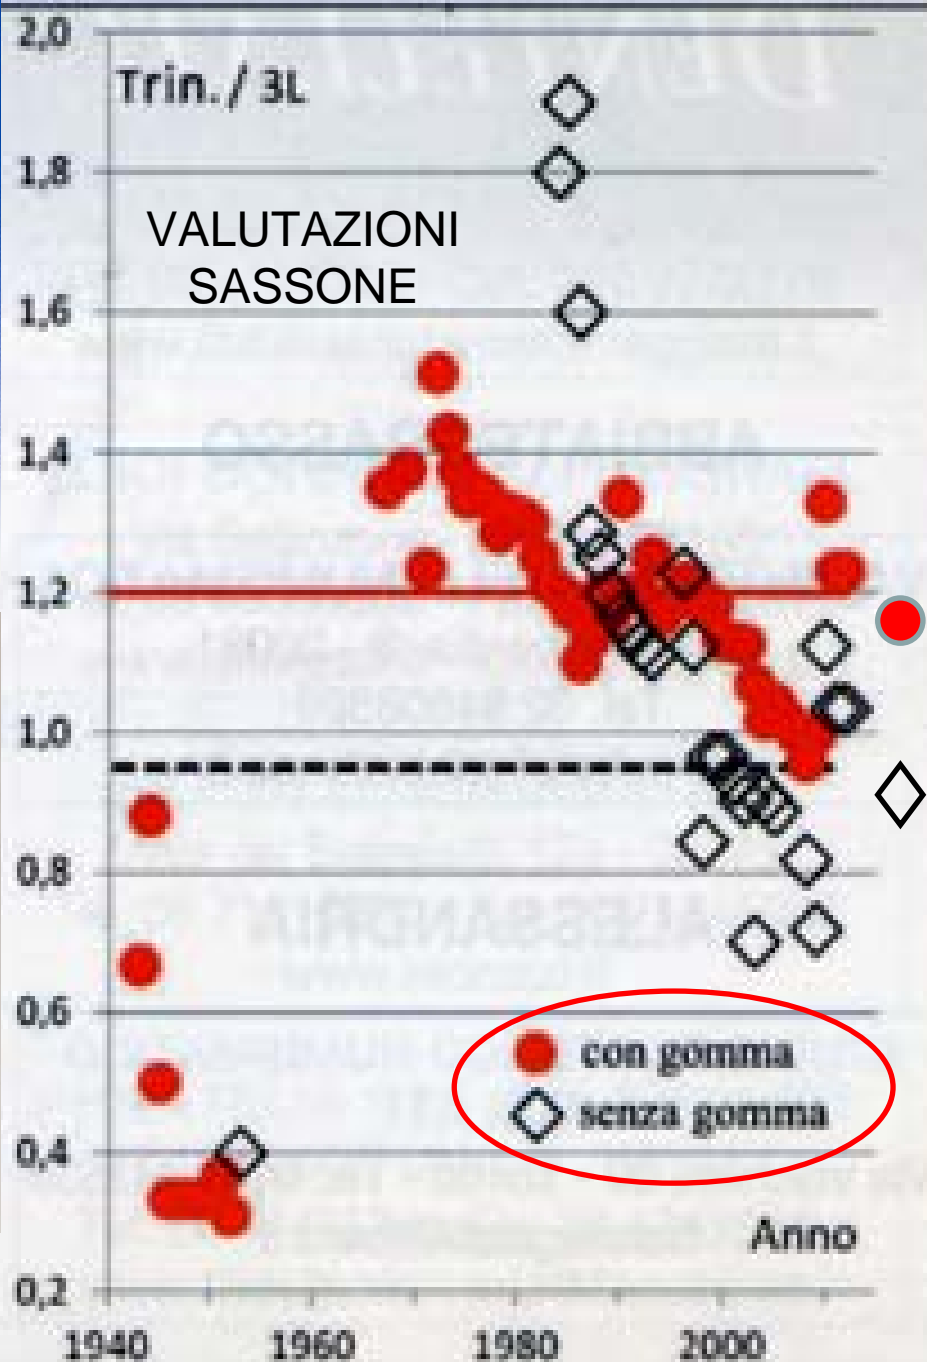 2,0
Trin. / 3L
1,8
VALUTAZIONI
SASSONE
1,6
1,4
1,2
1,0
0,8
0,6
con gomma
senza gomma
0,4
Anno
0,2
1940 1960 1980 2000